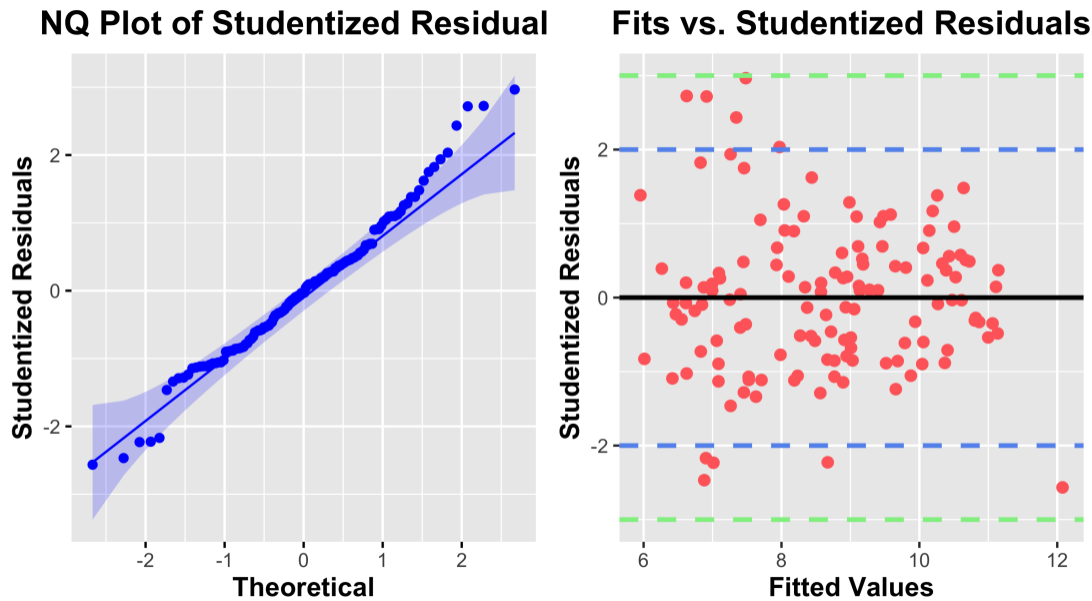 NQ Plot of Studentized Residual
Studentized Residuals
2
0
-2
-2
-1
0
1
2
Theoretical
Fits vs. Studentized Residuals
Studentized Residuals
2
0
-2
6
8
10
12
Fitted Values